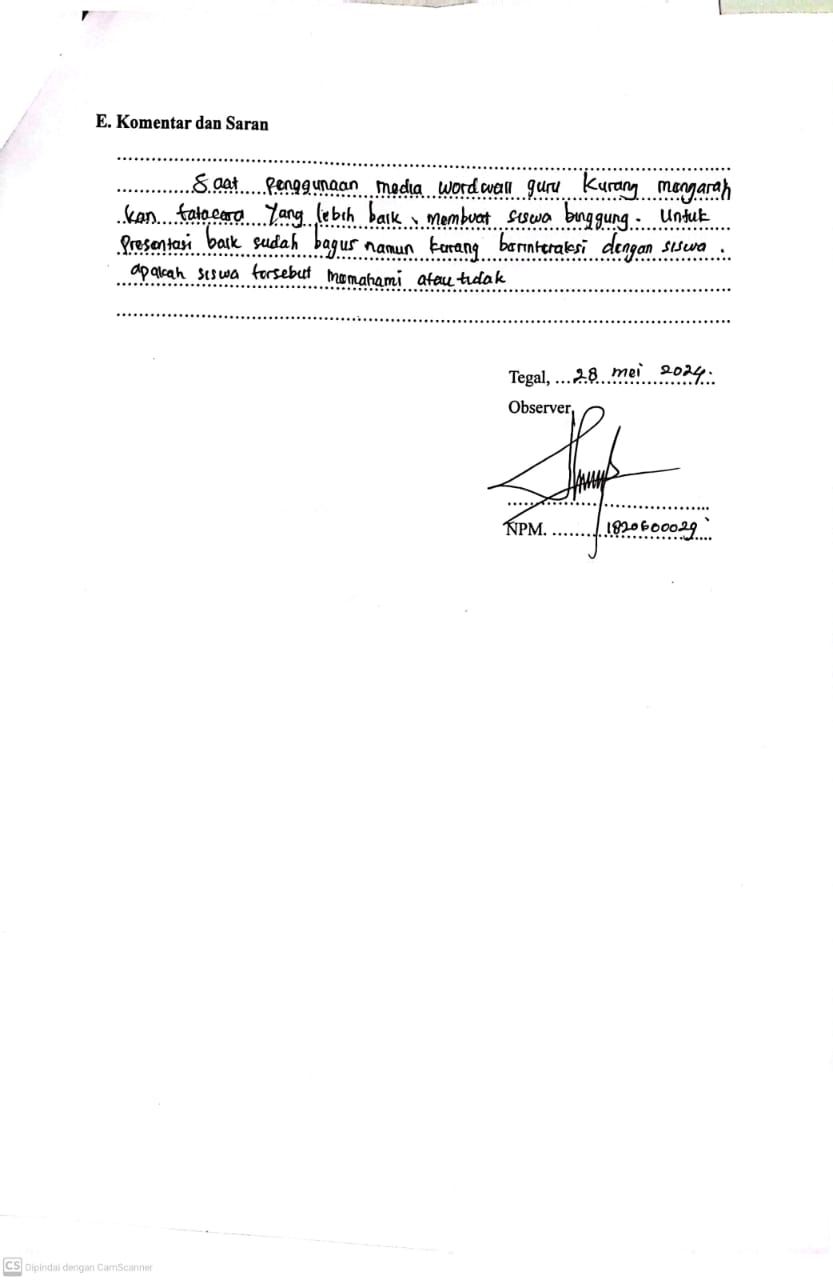 E. Komentar dan Saran
Saat penggunaan media wordwall guru kurang mengarah
kan tatacara yang lebih baik, membuat siswa binggung. Untuk
Presentasi baik sudah bagus namun kurang berinteraksi dengan siswa.
apakah siswa tersebut memahami atau tidak
Tegal, 28 mei 2024.
Observer,
NPM. 1820600029
CS Dipindai dengan CamScanner